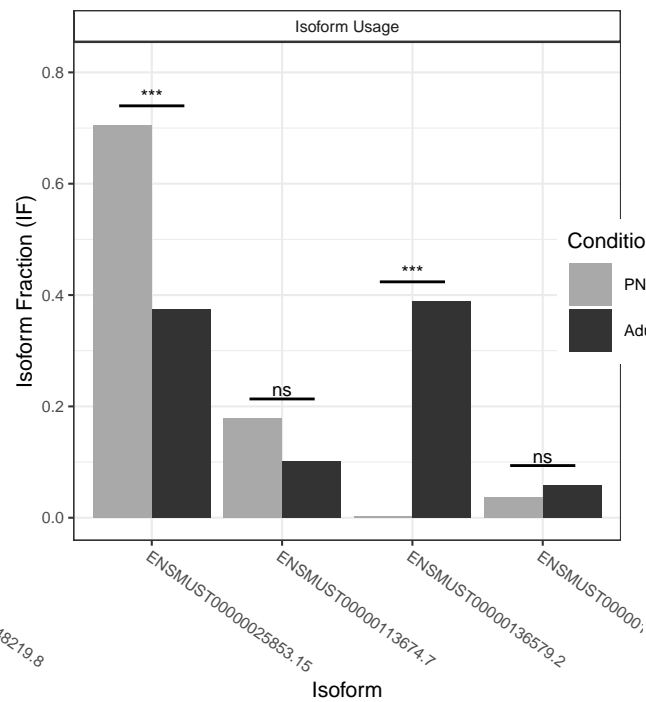 Isoform Usage
0.8
***
0.6
Isoform Fraction (IF)
Conditio
***
PN
0.4
Adu
ns
0.2
ns
0.0
ENSMUST00000025853.15
ENSMUST00000113674.7
ENSMUST00000136579.2
48219.8
Isoform